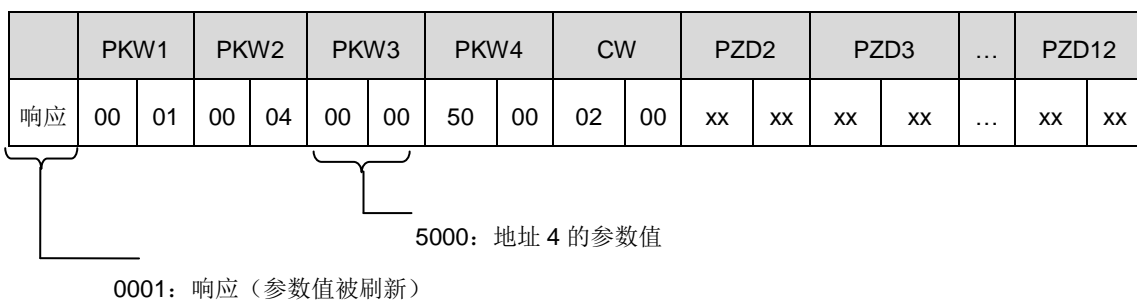 PKW1 PKW2 PKW3 PKW4 CW PZD2 PZD3 … PZD12
响应 00 01 00 04 00 00 50 00 02 00 xx xx xx xx … xx xx
5000：地址 4 的参数值
0001：响应（参数值被刷新）